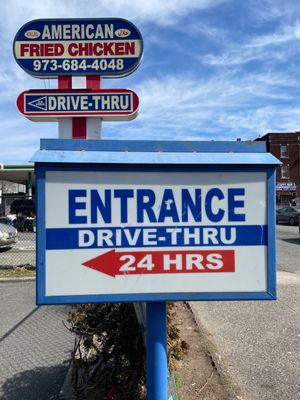 AMERICAN
FRIED CHICKEN
973-684-4048
DRIVE-THRU
ENTRANCE
DRIVE-THRU
24 HRS